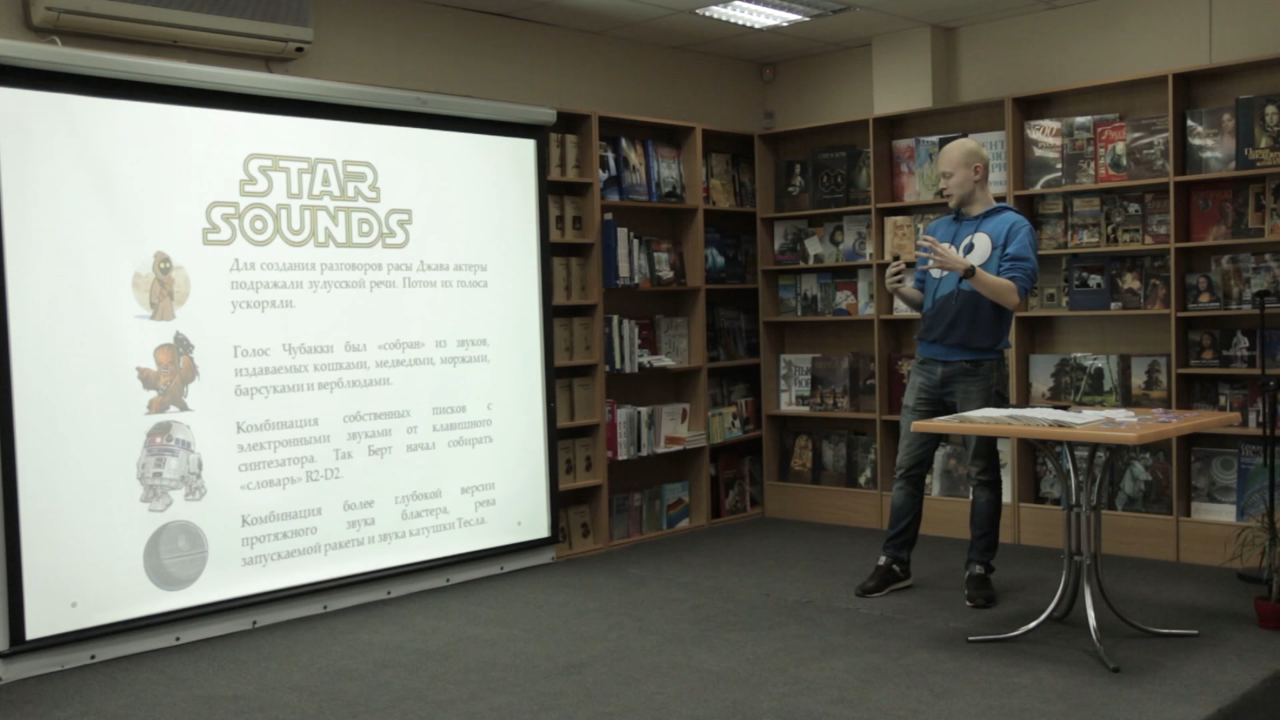 STAR
SOUNDS
Для создания разговоров расы Джава актеры
подражали зулусской речи. Потом их голоса
ускоряли.
Голос Чубакки был «собран» из звуков,
издаваемых кошками, медведями, моржами,
барсуками и верблюдами.
Комбинация собственных писков с
электронными звуками от клавишного
синтезатора. Так Берт начал собирать
«словарь» R2-D2.
Комбинация более глубокой версии
протяжного звука бластера, рева
запускаемой ракеты и звука катушки Тесла.